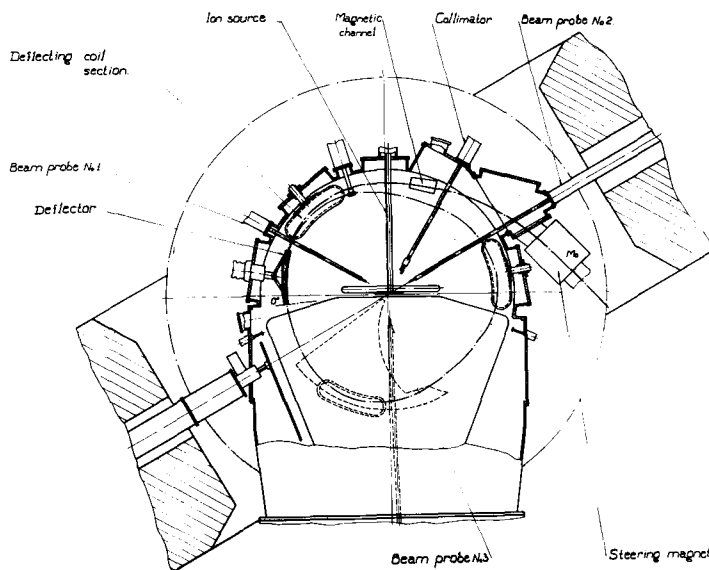 Ion source
Magnetic
channel
Collimator
Beam probe No2
Deflecting coil
section.
Beam probe No1
Deflector
0°
Beam probe No3
Steering magnet